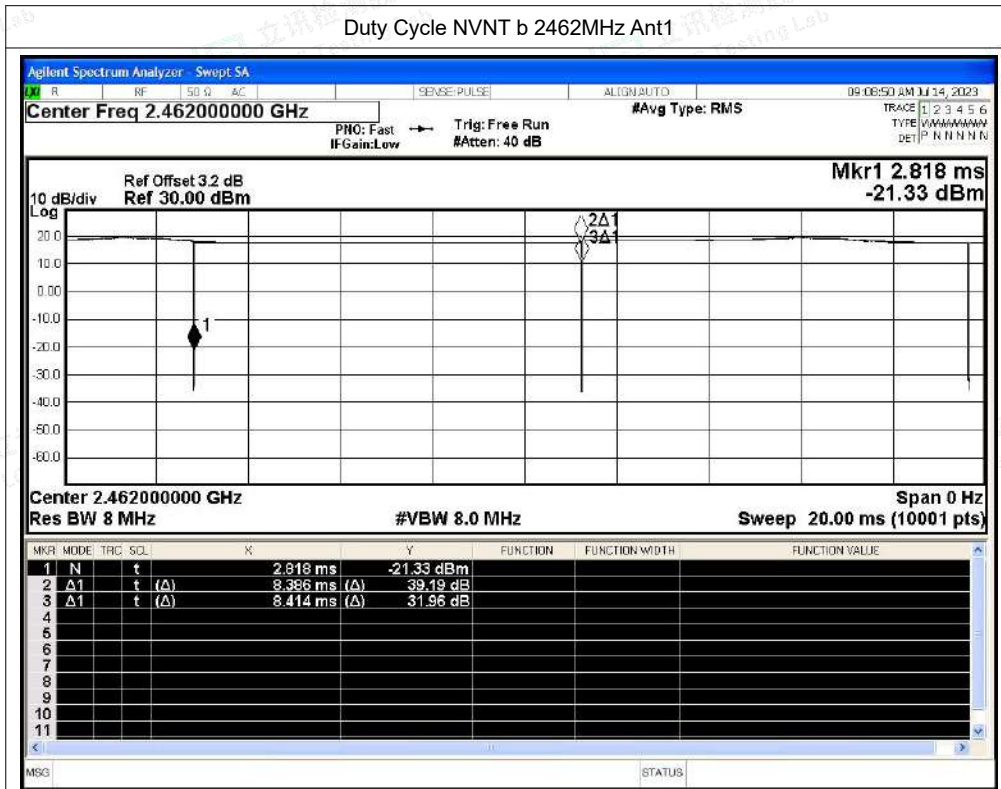 Duty Cycle NVNT b 2462MHz Ant1
Agilent Spectrum Analyzer - Swept SA
R RF 50 Ω AC SENSE:PULSE ALIGN AUTO 09:08:50 AM Jul 14, 2023
Center Freq 2.462000000 GHz #Avg Type: RMS TRACE 1 2 3 4 5 6
PNO: Fast Trig: Free Run TYPE
IFGain:Low #Atten: 40 dB DET P N N N N N
Ref Offset 3.2 dB Mkr1 2.818 ms
10 dB/div Ref 30.00 dBm -21.33 dBm
Log
2Δ1
20.0
3Δ1
10.0
0.00
-10.0
1
-20.0
-30.0
-40.0
-50.0
-60.0
Center 2.462000000 GHz Span 0 Hz
Res BW 8 MHz #VBW 8.0 MHz Sweep 20.00 ms (10001 pts)
MKR MODE TRC SCL X Y FUNCTION FUNCTION WIDTH FUNCTION VALUE
1 N t 2.818 ms -21.33 dBm
2 Δ1 t (Δ) 8.386 ms (Δ) 39.19 dB
3 Δ1 t (Δ) 8.414 ms (Δ) 31.96 dB
4
5
6
7
8
9
10
11
MSG STATUS